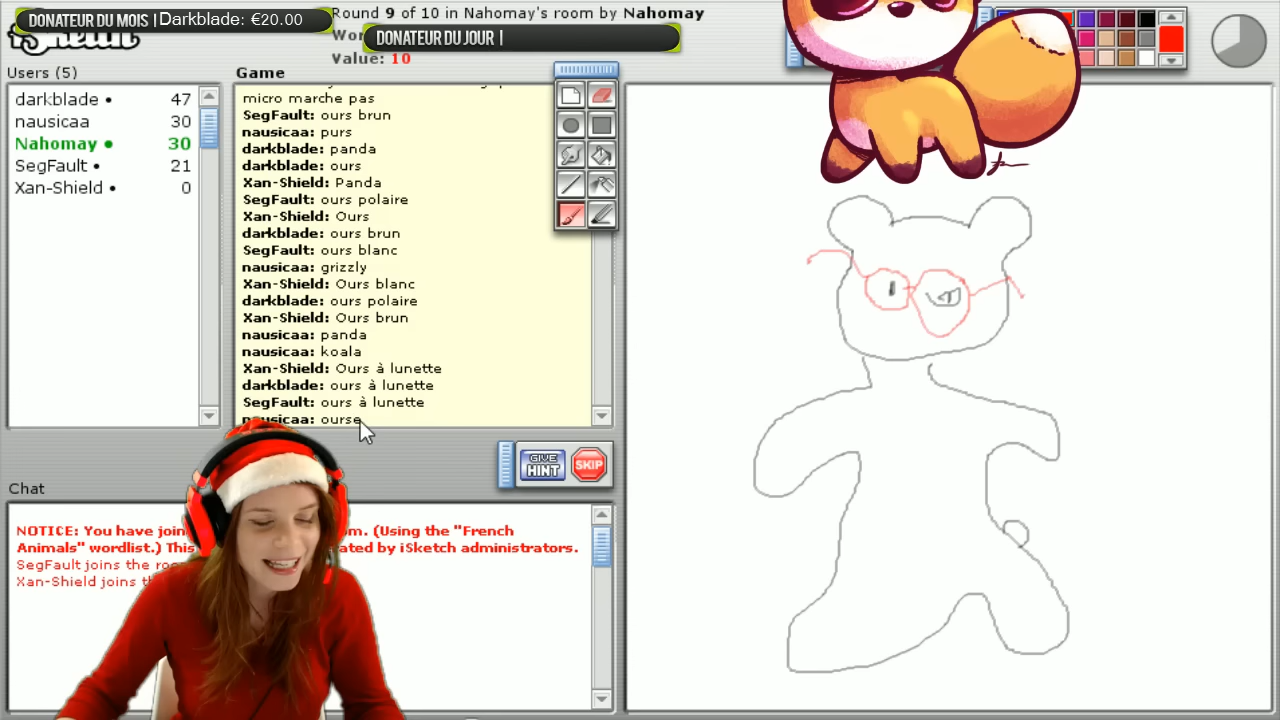 DONATEUR DU MOIS | Darkblade: €20.00
Round 9 of 10 in Nahomay's room by Nahomay
iSketch
DONATEUR DU JOUR |
Value: 10
Users (5)
darkblade • 47
nausicaa 30
Nahomay • 30
SegFault • 21
Xan-Shield • 0
Game
micro marche pas
SegFault: ours brun
nausicaa: purs
darkblade: panda
darkblade: ours
Xan-Shield: Panda
SegFault: ours polaire
Xan-Shield: Ours
darkblade: ours brun
SegFault: ours blanc
nausicaa: grizzly
Xan-Shield: Ours blanc
darkblade: ours polaire
Xan-Shield: Ours brun
nausicaa: panda
nausicaa: koala
Xan-Shield: Ours à lunette
darkblade: ours à lunette
SegFault: ours à lunette
nausicaa: ourse
GIVE HINT
SKIP
Chat
NOTICE: You have join om. (Using the "French
Animals" wordlist.) This ated by iSketch administrators.
SegFault joins the roo
Xan-Shield joins th